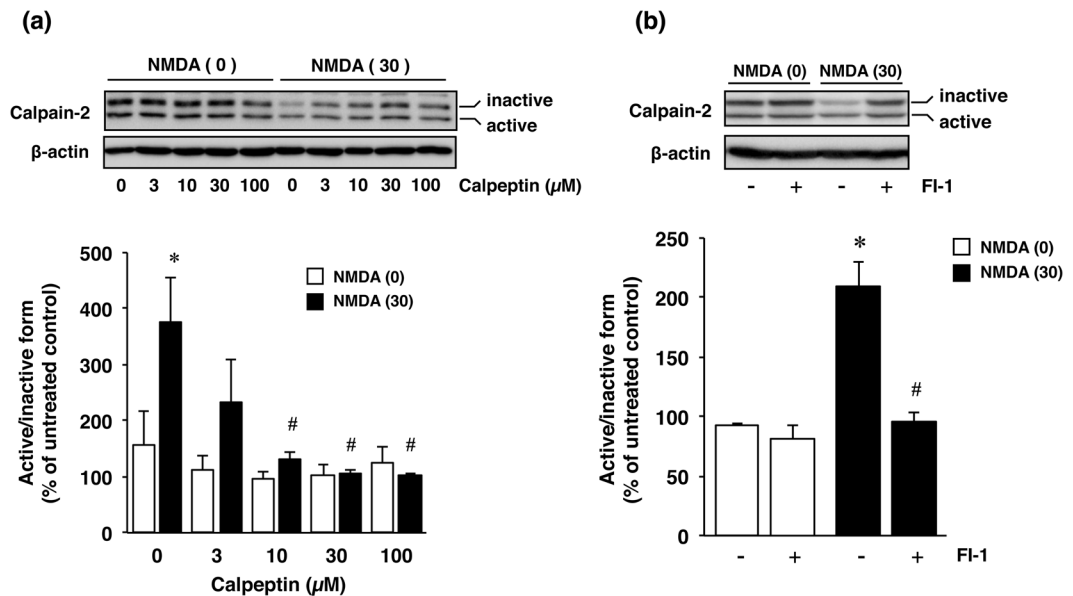 (a)
NMDA ( 0 ) NMDA ( 30 )
Calpain-2
inactive
active
β-actin
0 3 10 30 100 0 3 10 30 100 Calpeptin (μM)
500
400
300
200
100
0
Active/inactive form
(% of untreated control)
*
#
#
#
NMDA (0)
NMDA (30)
0 3 10 30 100
Calpeptin (μM)
(b)
NMDA (0) NMDA (30)
Calpain-2
inactive
active
β-actin
- + - + FI-1
250
200
150
100
50
0
Active/inactive form
(% of untreated control)
*
#
NMDA (0)
NMDA (30)
- + - + FI-1